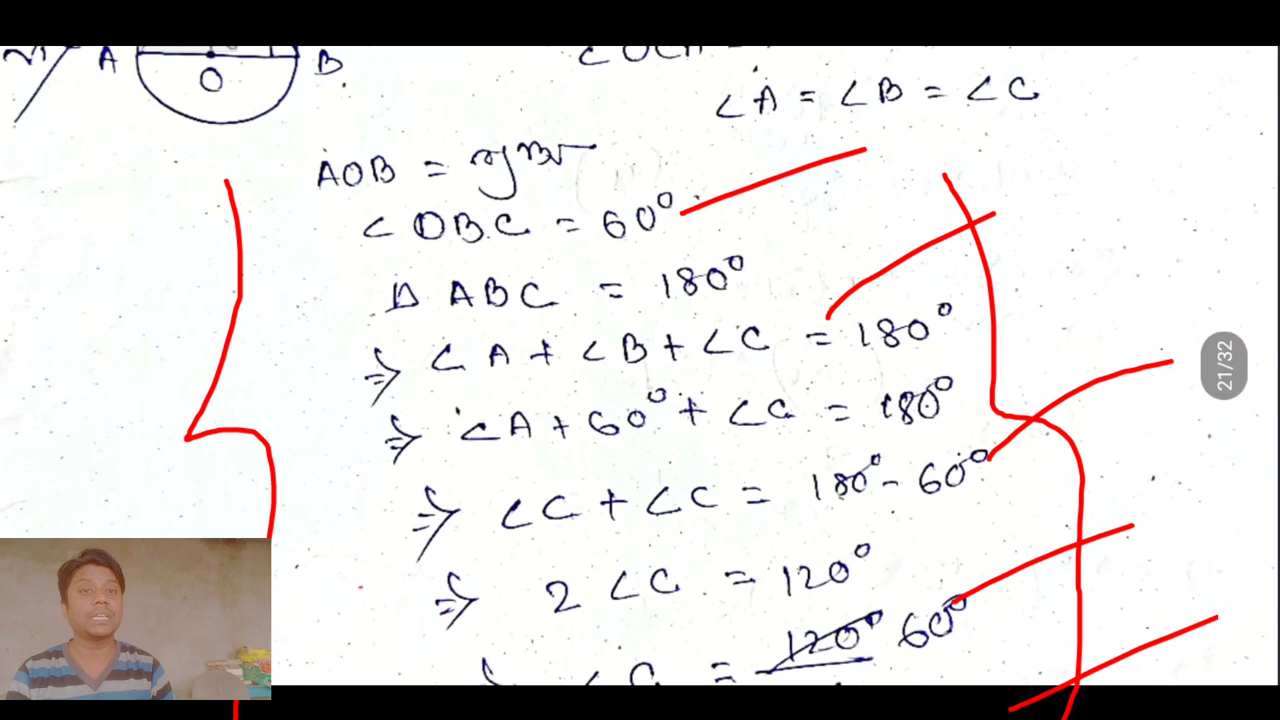 A O B
∠A = ∠B = ∠C
AOB = ব্যাস
∠OBC = 60°
Δ ABC = 180°
⇒ ∠A + ∠B + ∠C = 180°
⇒ ∠A + 60° + ∠C = 180°
⇒ ∠C + ∠C = 180° - 60°
⇒ 2 ∠C = 120°
∠C = 120° 60°
21/32